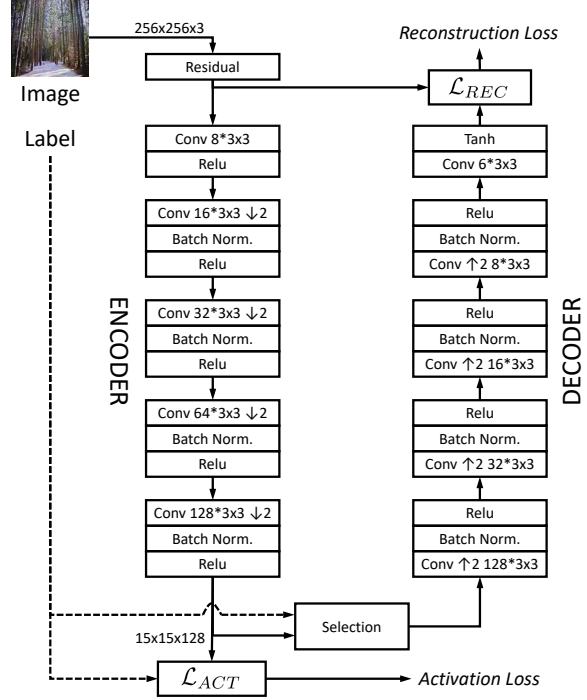 256x256x3
Residual
Image
Label
Conv 8*3x3
Relu
Conv 16*3x3 ↓2
Batch Norm.
Relu
ENCODER
Conv 32*3x3 ↓2
Batch Norm.
Relu
Conv 64*3x3 ↓2
Batch Norm.
Relu
Conv 128*3x3 ↓2
Batch Norm.
Relu
15x15x128
ℒ_ACT
Activation Loss
Selection
Reconstruction Loss
ℒ_REC
Tanh
Conv 6*3x3
Relu
Batch Norm.
Conv ↑2 8*3x3
DECODER
Relu
Batch Norm.
Conv ↑2 16*3x3
Relu
Batch Norm.
Conv ↑2 32*3x3
Relu
Batch Norm.
Conv ↑2 128*3x3